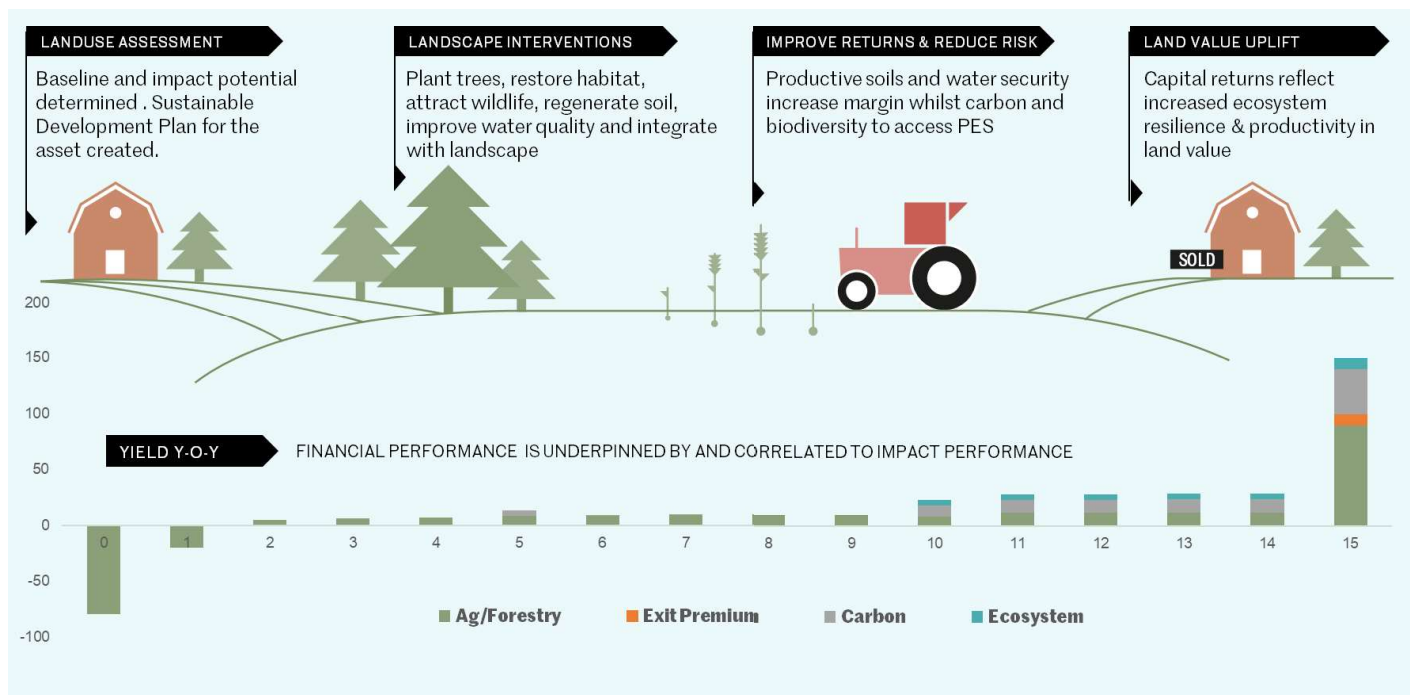 LANDUSE ASSESSMENT
Baseline and impact potential
determined . Sustainable
Development Plan for the
asset created.
LANDSCAPE INTERVENTIONS
Plant trees, restore habitat,
attract wildlife, regenerate soil,
improve water quality and integrate
with landscape
IMPROVE RETURNS & REDUCE RISK
Productive soils and water security
increase margin whilst carbon and
biodiversity to access PES
LAND VALUE UPLIFT
Capital returns reflect
increased ecosystem
resilience & productivity in
land value
SOLD
200
150
100
50
0
-50
-100
YIELD Y-O-Y
FINANCIAL PERFORMANCE IS UNDERPINNED BY AND CORRELATED TO IMPACT PERFORMANCE
0 1 2 3 4 5 6 7 8 9 10 11 12 13 14 15
Ag/Forestry Exit Premium Carbon Ecosystem